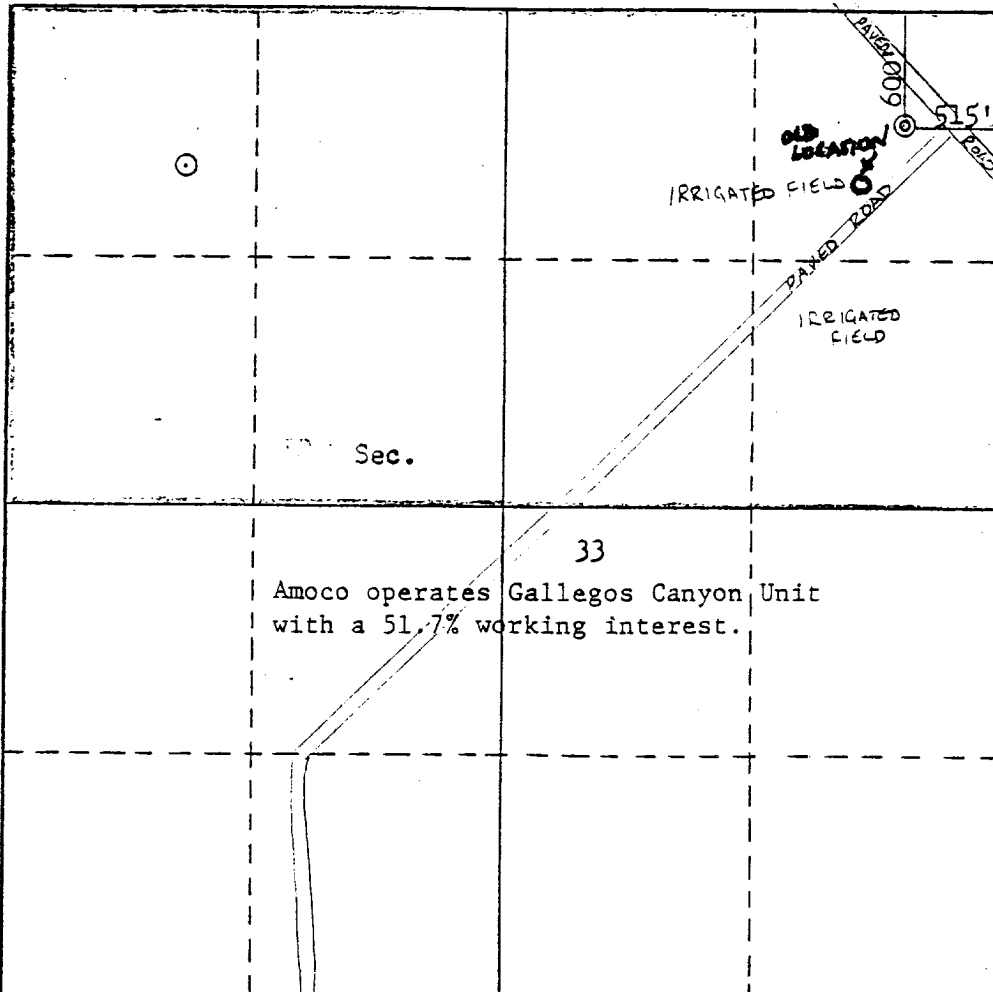 PAVED
ROAD
600
515'
OLD
LOCATION
IRRIGATED FIELD
PAVED ROAD
IRRIGATED
FIELD
Sec.
33
Amoco operates Gallegos Canyon Unit
with a 51.7% working interest.